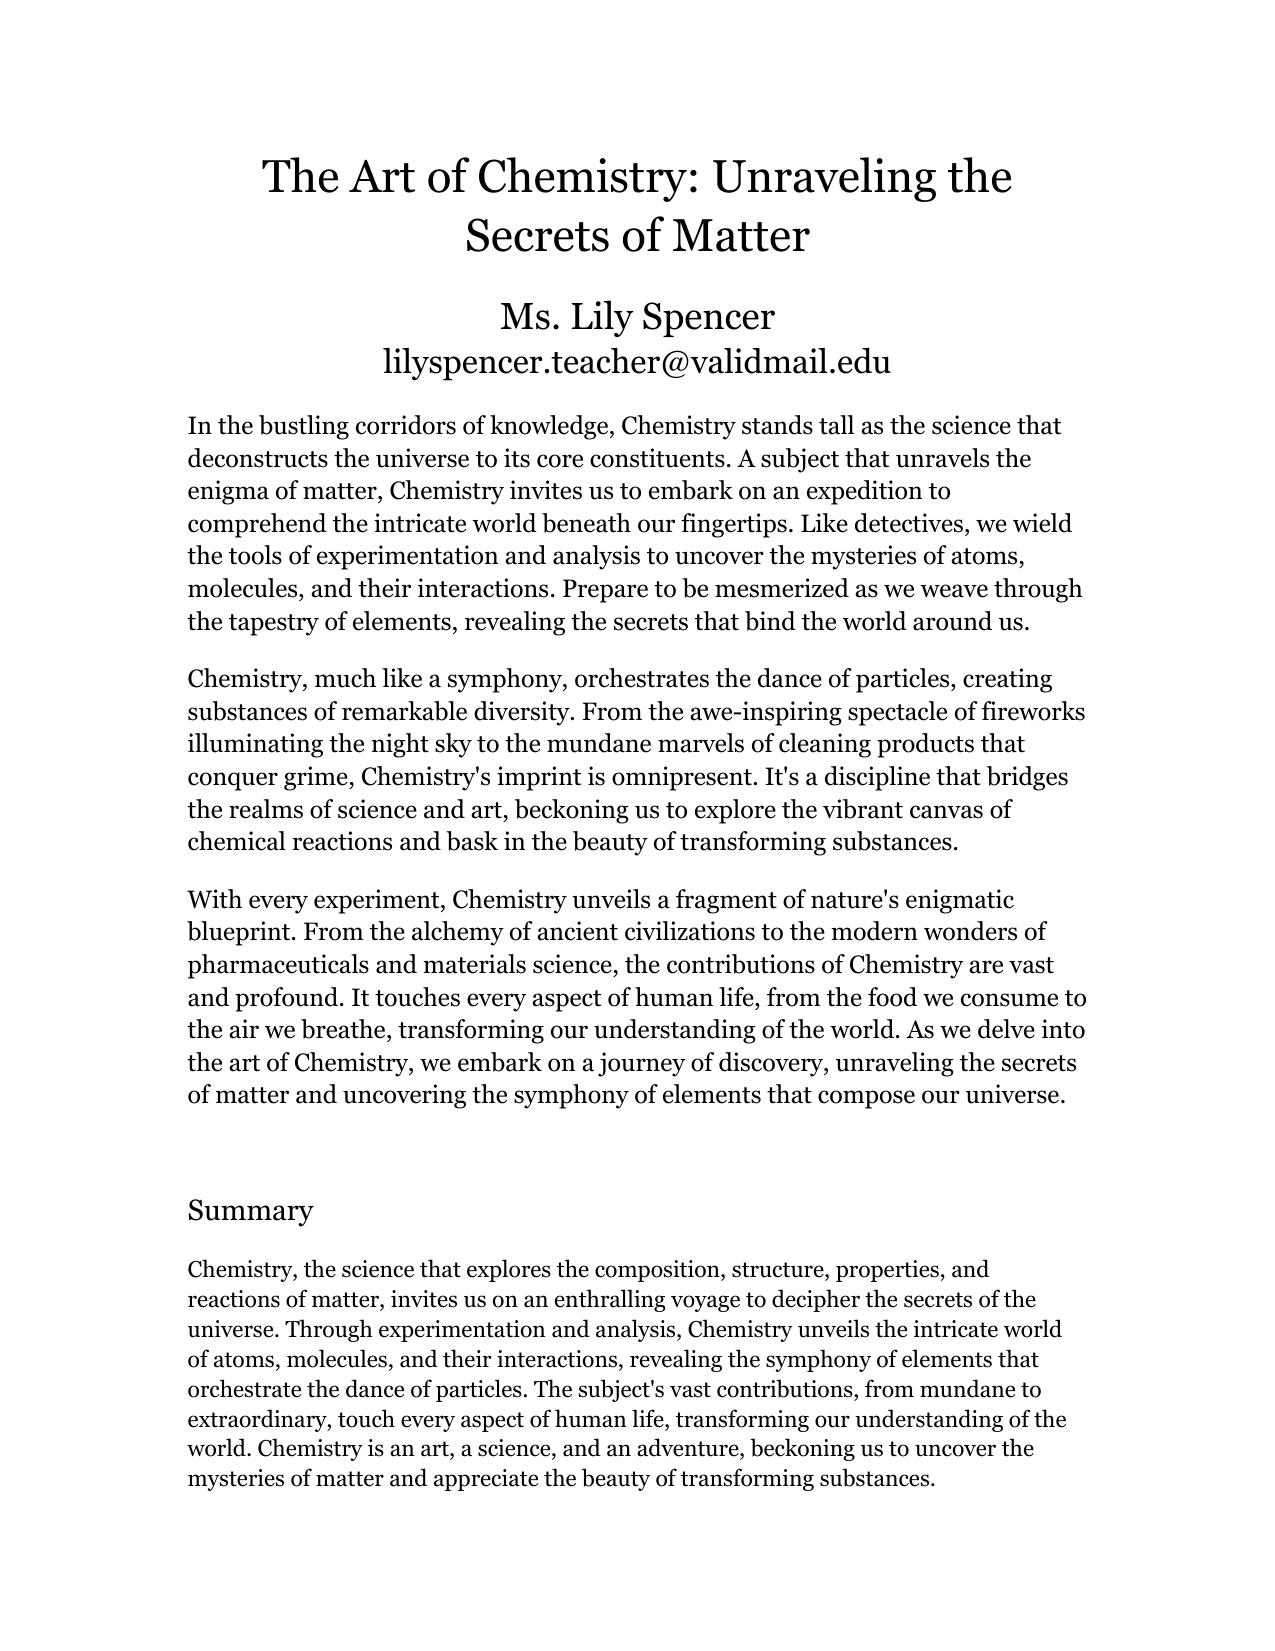 The Art of Chemistry: Unraveling the
Secrets of Matter
Ms. Lily Spencer
lilyspencer.teacher@validmail.edu
In the bustling corridors of knowledge, Chemistry stands tall as the science that
deconstructs the universe to its core constituents. A subject that unravels the
enigma of matter, Chemistry invites us to embark on an expedition to
comprehend the intricate world beneath our fingertips. Like detectives, we wield
the tools of experimentation and analysis to uncover the mysteries of atoms,
molecules, and their interactions. Prepare to be mesmerized as we weave through
the tapestry of elements, revealing the secrets that bind the world around us.
Chemistry, much like a symphony, orchestrates the dance of particles, creating
substances of remarkable diversity. From the awe-inspiring spectacle of fireworks
illuminating the night sky to the mundane marvels of cleaning products that
conquer grime, Chemistry's imprint is omnipresent. It's a discipline that bridges
the realms of science and art, beckoning us to explore the vibrant canvas of
chemical reactions and bask in the beauty of transforming substances.
With every experiment, Chemistry unveils a fragment of nature's enigmatic
blueprint. From the alchemy of ancient civilizations to the modern wonders of
pharmaceuticals and materials science, the contributions of Chemistry are vast
and profound. It touches every aspect of human life, from the food we consume to
the air we breathe, transforming our understanding of the world. As we delve into
the art of Chemistry, we embark on a journey of discovery, unraveling the secrets
of matter and uncovering the symphony of elements that compose our universe.
Summary
Chemistry, the science that explores the composition, structure, properties, and
reactions of matter, invites us on an enthralling voyage to decipher the secrets of the
universe. Through experimentation and analysis, Chemistry unveils the intricate world
of atoms, molecules, and their interactions, revealing the symphony of elements that
orchestrate the dance of particles. The subject's vast contributions, from mundane to
extraordinary, touch every aspect of human life, transforming our understanding of the
world. Chemistry is an art, a science, and an adventure, beckoning us to uncover the
mysteries of matter and appreciate the beauty of transforming substances.